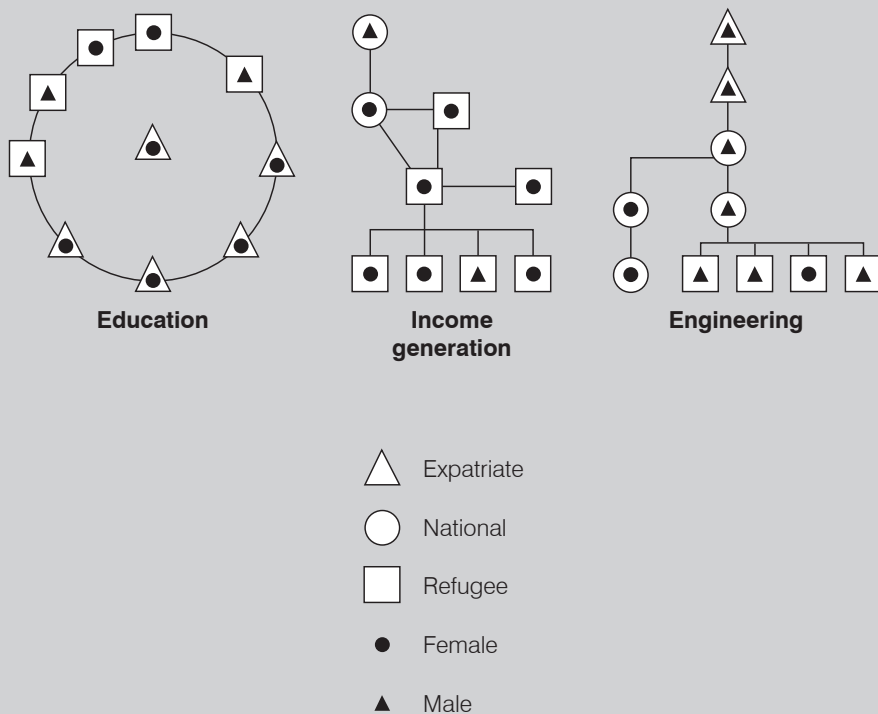 Education
Income
generation
Engineering
Expatriate
National
Refugee
Female
Male